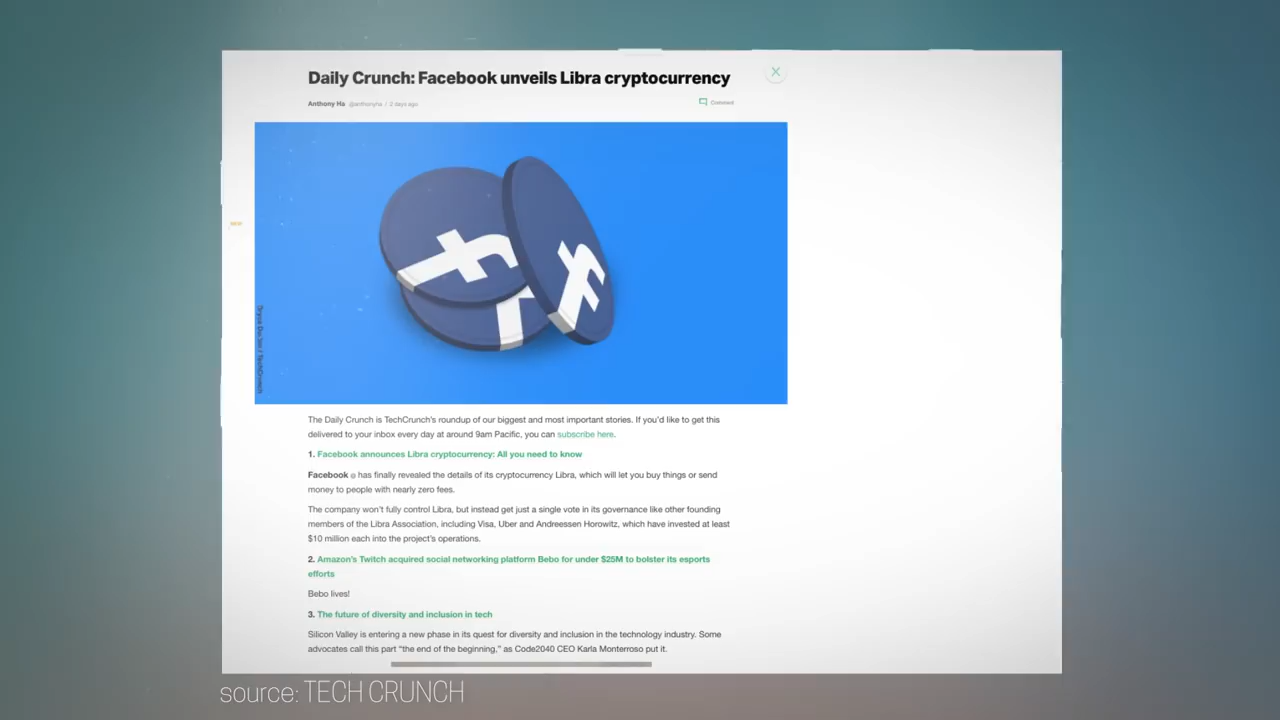 Daily Crunch: Facebook unveils Libra cryptocurrency
Anthony Ha @anthonyha / 2 days ago
Comment
The Daily Crunch is TechCrunch's roundup of our biggest and most important stories. If you'd like to get this
delivered to your inbox every day at around 9am Pacific, you can subscribe here.
1. Facebook announces Libra cryptocurrency: All you need to know
Facebook has finally revealed the details of its cryptocurrency Libra, which will let you buy things or send
money to people with nearly zero fees.
The company won't fully control Libra, but instead get just a single vote in its governance like other founding
members of the Libra Association, including Visa, Uber and Andreessen Horowitz, which have invested at least
$10 million each into the project's operations.
2. Amazon's Twitch acquired social networking platform Bebo for under $25M to bolster its esports
efforts
Bebo lives!
3. The future of diversity and inclusion in tech
Silicon Valley is entering a new phase in its quest for diversity and inclusion in the technology industry. Some
advocates call this part "the end of the beginning," as Code2040 CEO Karla Monterroso put it.
source: TECH CRUNCH